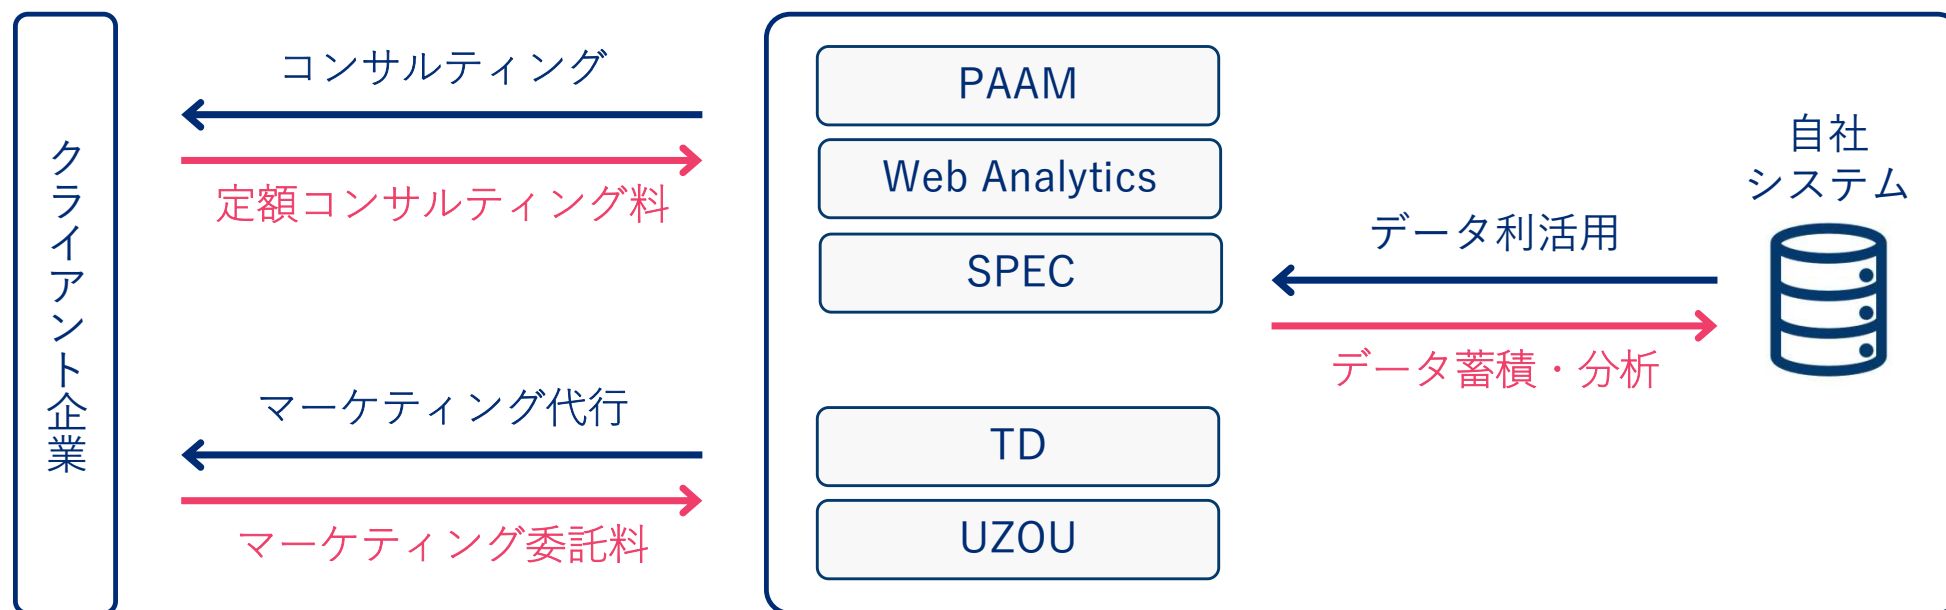 クライアント企業
コンサルティング
定額コンサルティング料
マーケティング代行
マーケティング委託料
PAAM
Web Analytics
SPEC
TD
UZOU
データ利活用
データ蓄積・分析
自社
システム